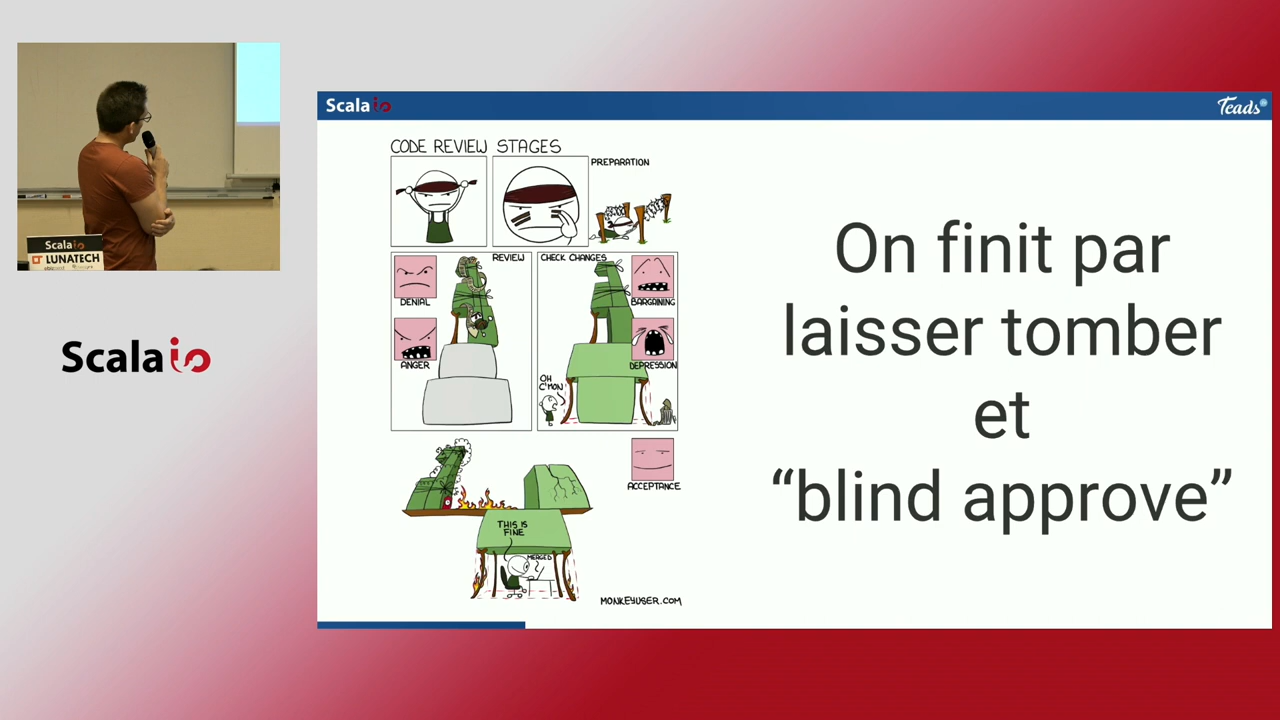 Scala io
LUNATECH
Scala io
Scala io
Teads
CODE REVIEW STAGES
PREPARATION
REVIEW
DENIAL
ANGER
CHECK CHANGES
BARGAINING
DEPRESSION
OH
C'MON
ACCEPTANCE
THIS IS
FINE
MERGED
MONKEYUSER.COM
On finit par
laisser tomber
et
“blind approve”